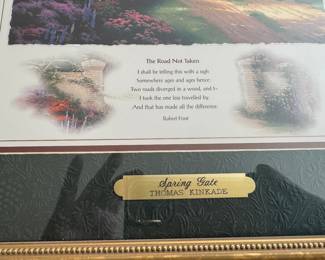 The Road Not Taken
I shall be telling this with a sigh
Somewhere ages and ages hence:
Two roads diverged in a wood, and I-
I took the one less travelled by,
And that has made all the difference.
Robert Frost
Spring Gate
THOMAS KINKADE